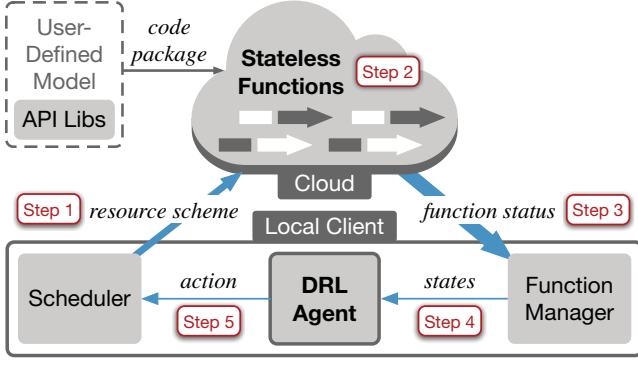 User-
Defined
Model
API Libs
code
package
Stateless
Functions
Step 2
Cloud
Step 1
resource scheme
function status
Step 3
Local Client
Scheduler
action
Step 5
DRL
Agent
states
Step 4
Function
Manager